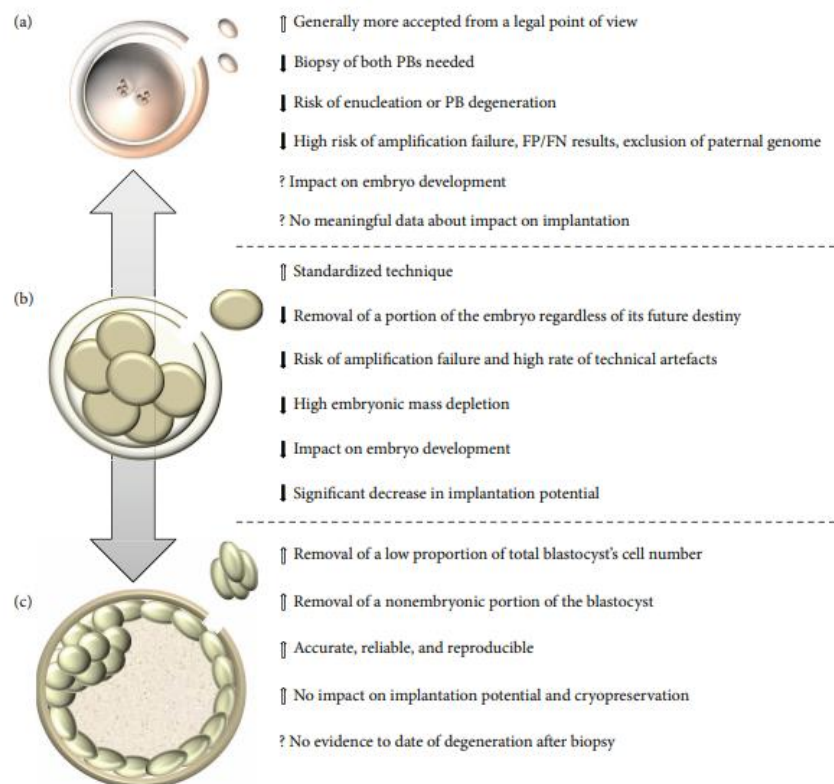 (a)
⇧ Generally more accepted from a legal point of view
⬇ Biopsy of both PBs needed
⬇ Risk of enucleation or PB degeneration
⬇ High risk of amplification failure, FP/FN results, exclusion of paternal genome
? Impact on embryo development
? No meaningful data about impact on implantation
(b)
⇧ Standardized technique
⬇ Removal of a portion of the embryo regardless of its future destiny
⬇ Risk of amplification failure and high rate of technical artefacts
⬇ High embryonic mass depletion
⬇ Impact on embryo development
⬇ Significant decrease in implantation potential
(c)
⇧ Removal of a low proportion of total blastocyst's cell number
⇧ Removal of a nonembryonic portion of the blastocyst
⇧ Accurate, reliable, and reproducible
⇧ No impact on implantation potential and cryopreservation
? No evidence to date of degeneration after biopsy